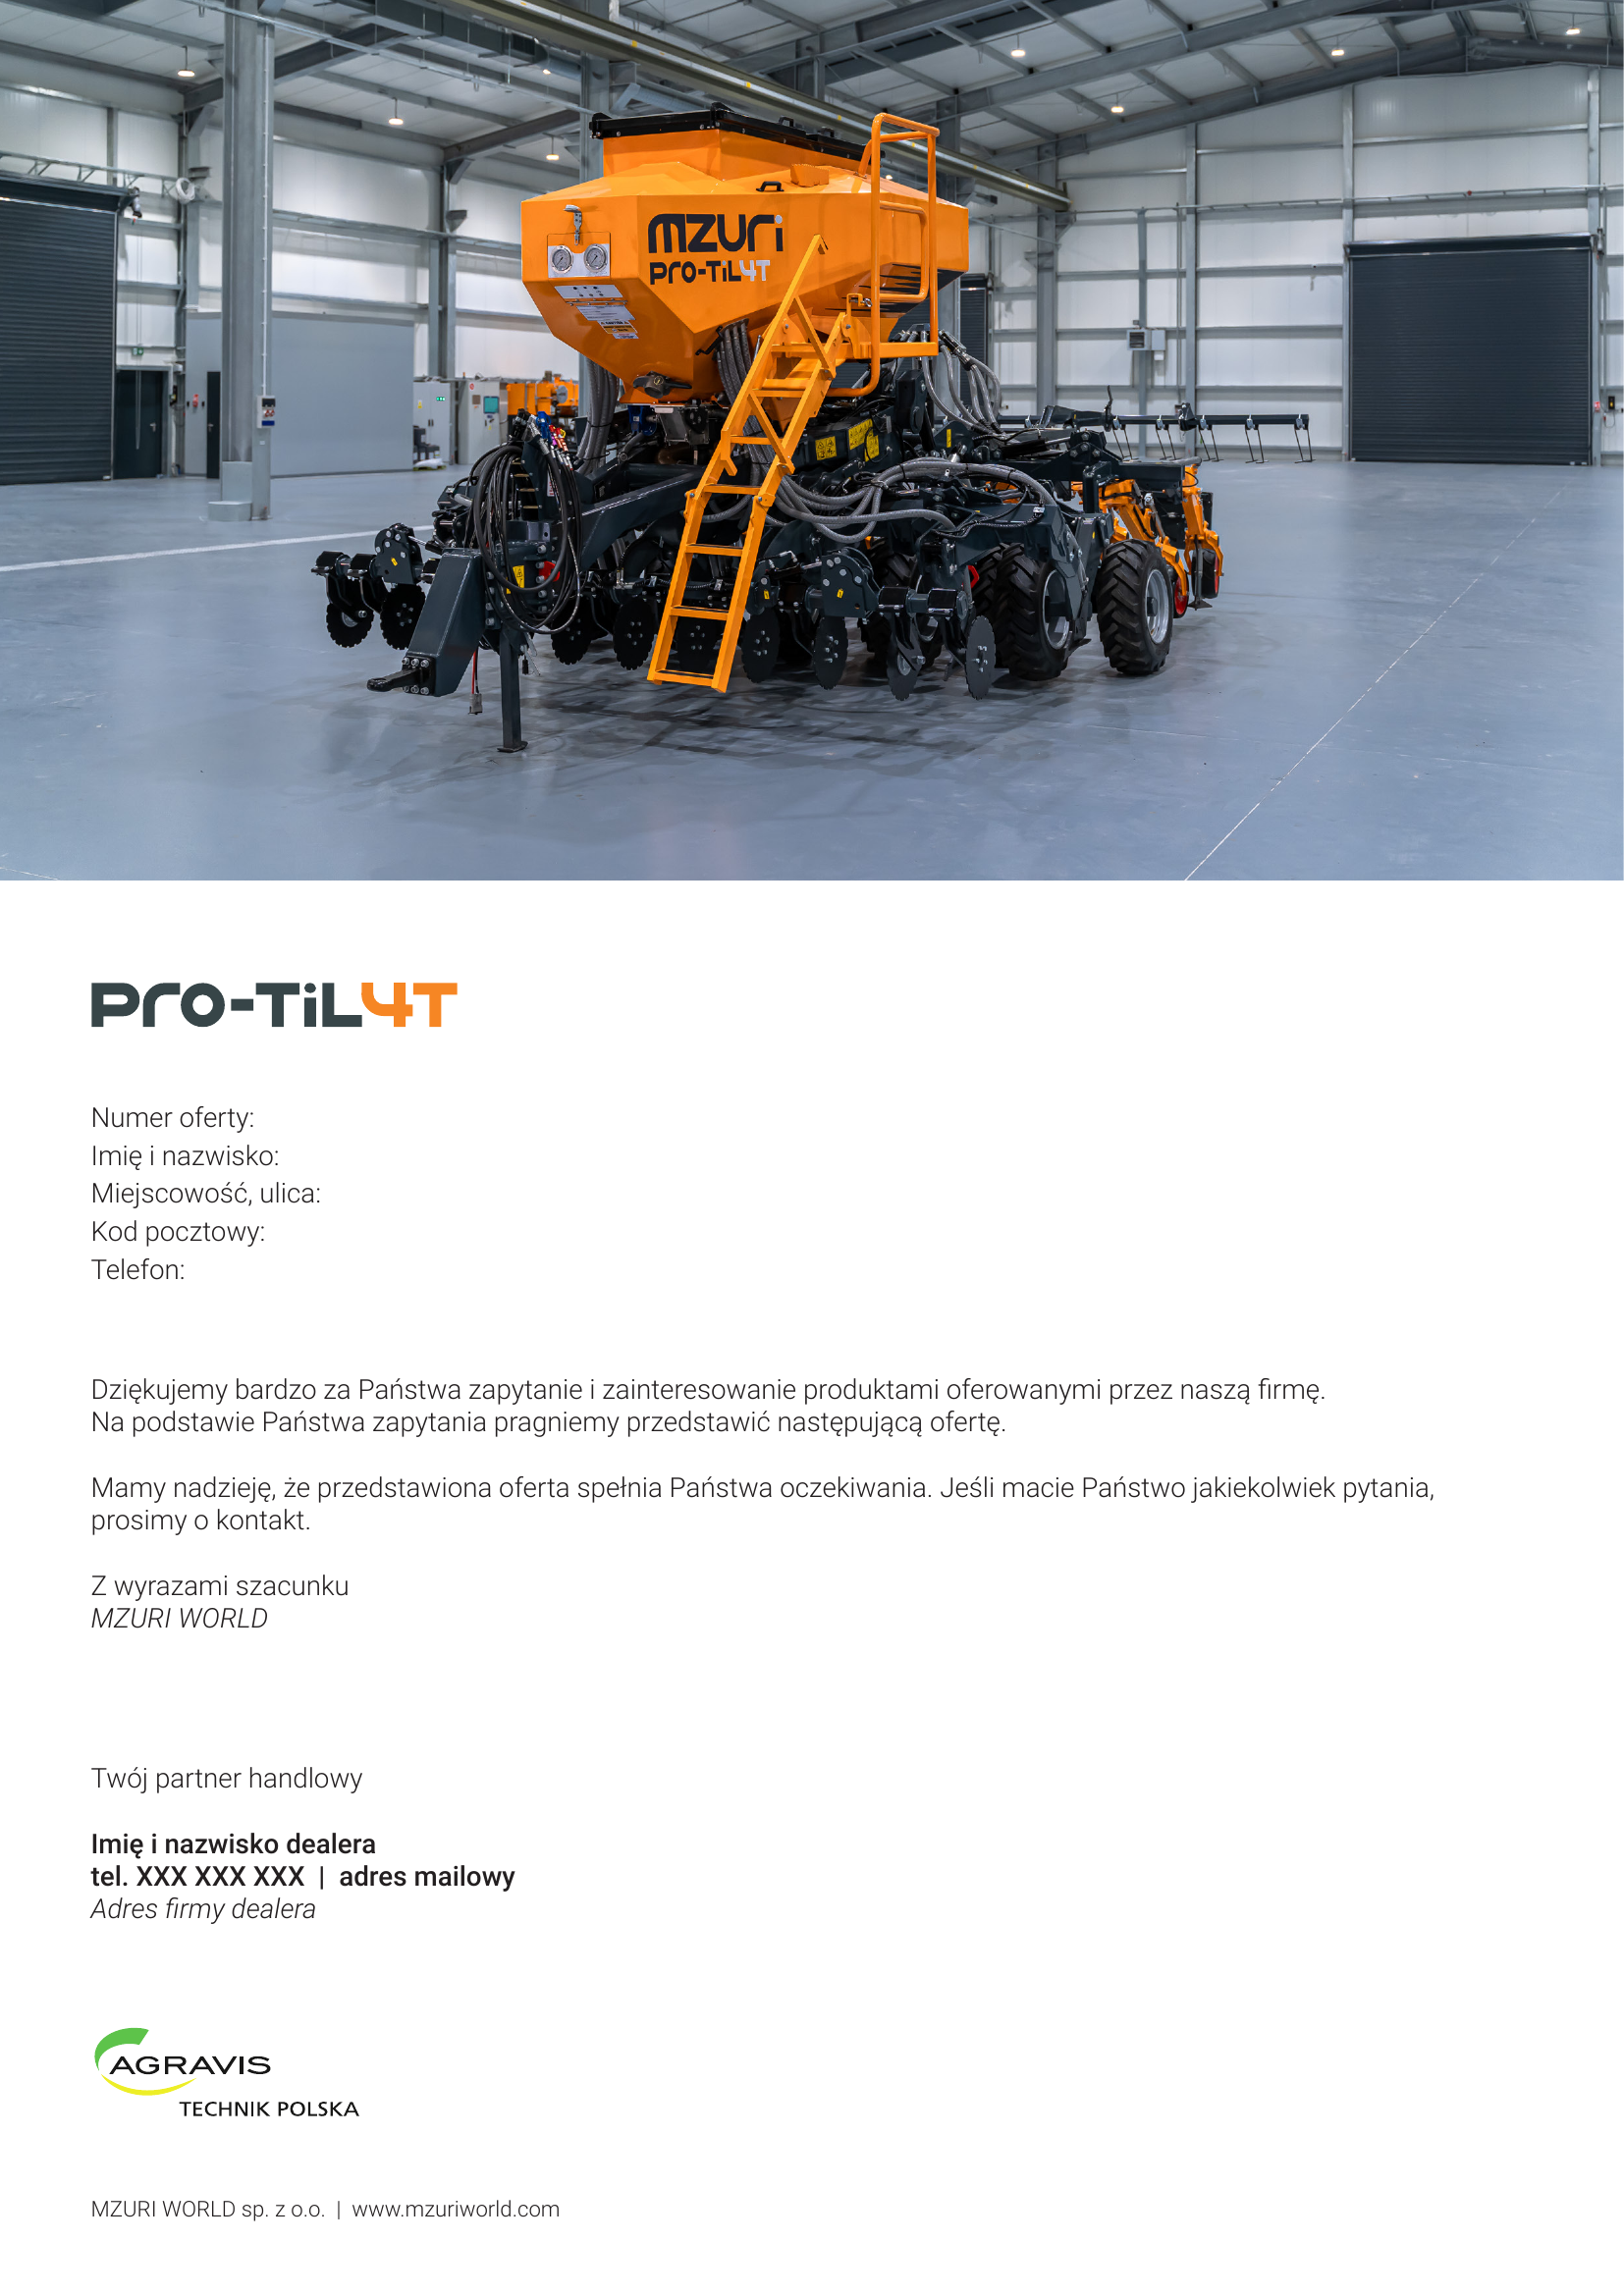 mzuri
Pro-TiL4T
Pro-TiL4T
Numer oferty:
Imię i nazwisko:
Miejscowość, ulica:
Kod pocztowy:
Telefon:
Dziękujemy bardzo za Państwa zapytanie i zainteresowanie produktami oferowanymi przez naszą firmę.
Na podstawie Państwa zapytania pragniemy przedstawić następującą ofertę.
Mamy nadzieję, że przedstawiona oferta spełnia Państwa oczekiwania. Jeśli macie Państwo jakiekolwiek pytania,
prosimy o kontakt.
Z wyrazami szacunku
MZURI WORLD
Twój partner handlowy
Imię i nazwisko dealera
tel. XXX XXX XXX | adres mailowy
Adres firmy dealera
AGRAVIS
TECHNIK POLSKA
MZURI WORLD sp. z o.o. | www.mzuriworld.com